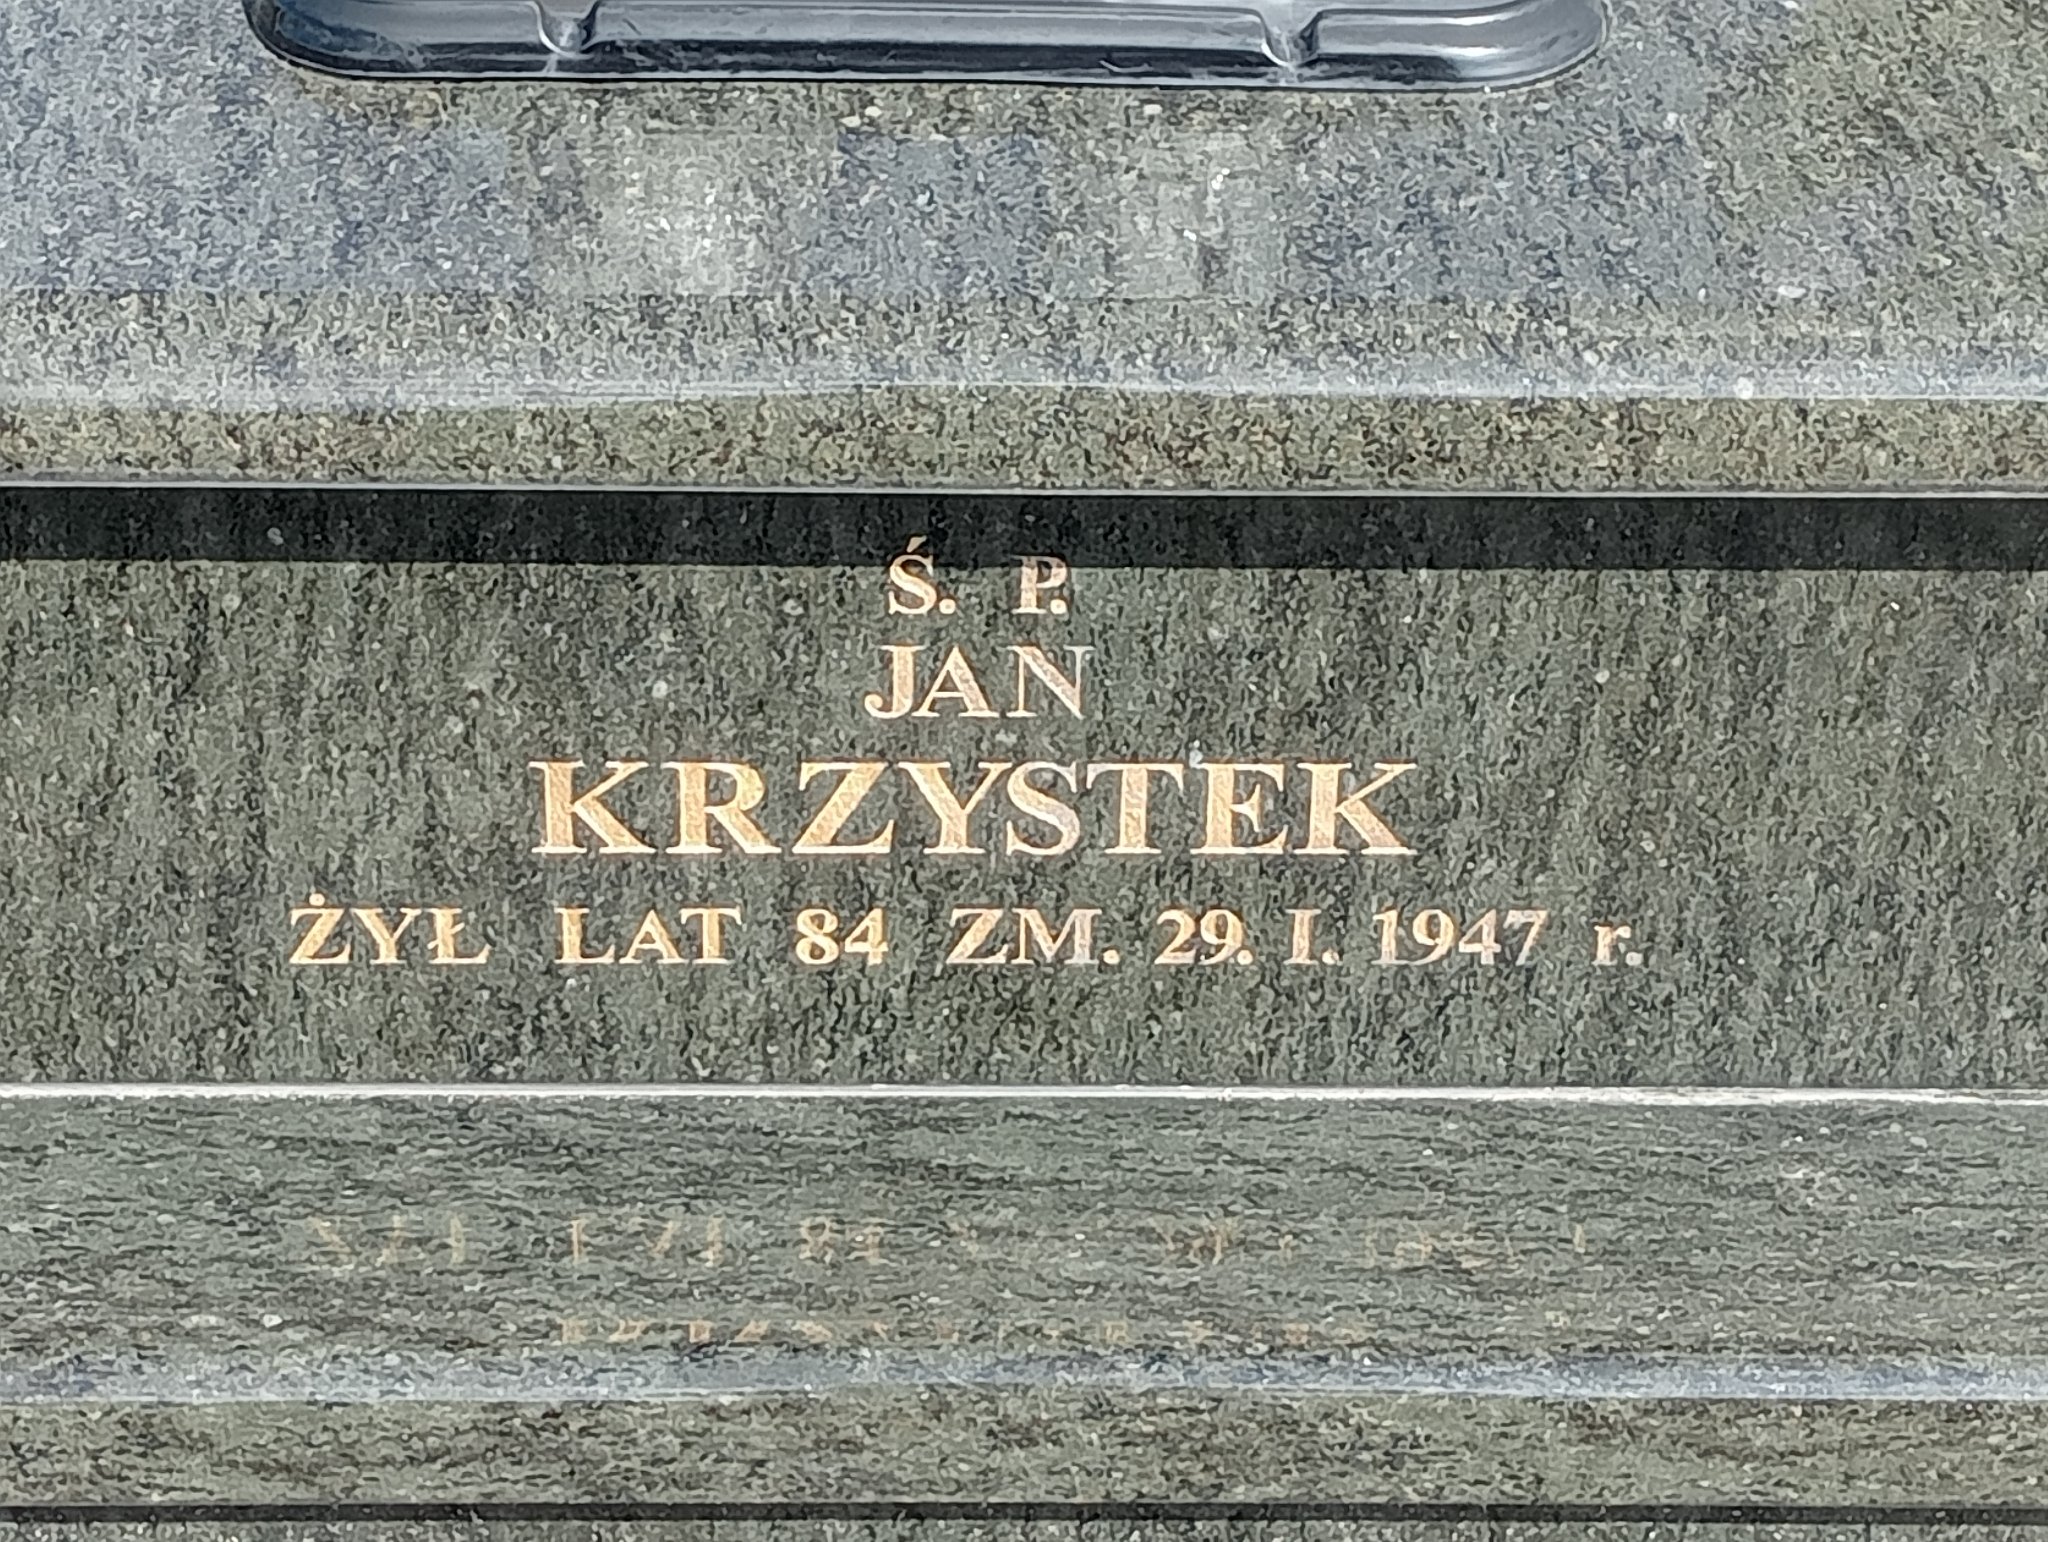 Ś. P.
JAN
KRZYSTEK
ŻYŁ LAT 84 ZM. 29. I. 1947 r.